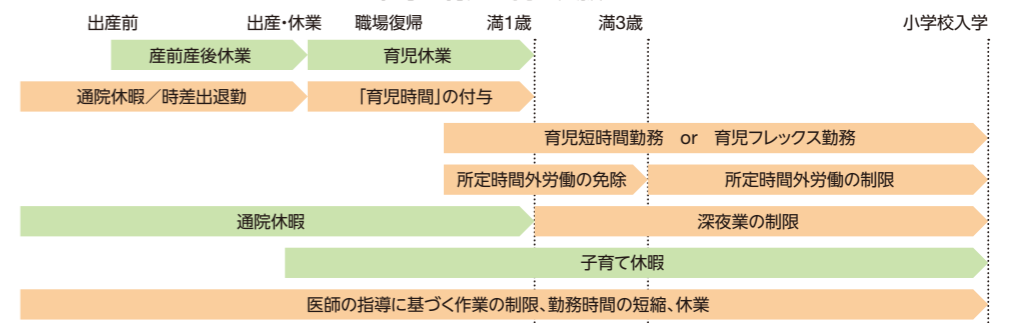 出産前 出産・休業 職場復帰 満1歳 満3歳 小学校入学
産前産後休業 育児休業
通院休暇／時差出退勤 「育児時間」の付与
育児短時間勤務 or 育児フレックス勤務
所定時間外労働の免除 所定時間外労働の制限
通院休暇 深夜業の制限
子育て休暇
医師の指導に基づく作業の制限、勤務時間の短縮、休業